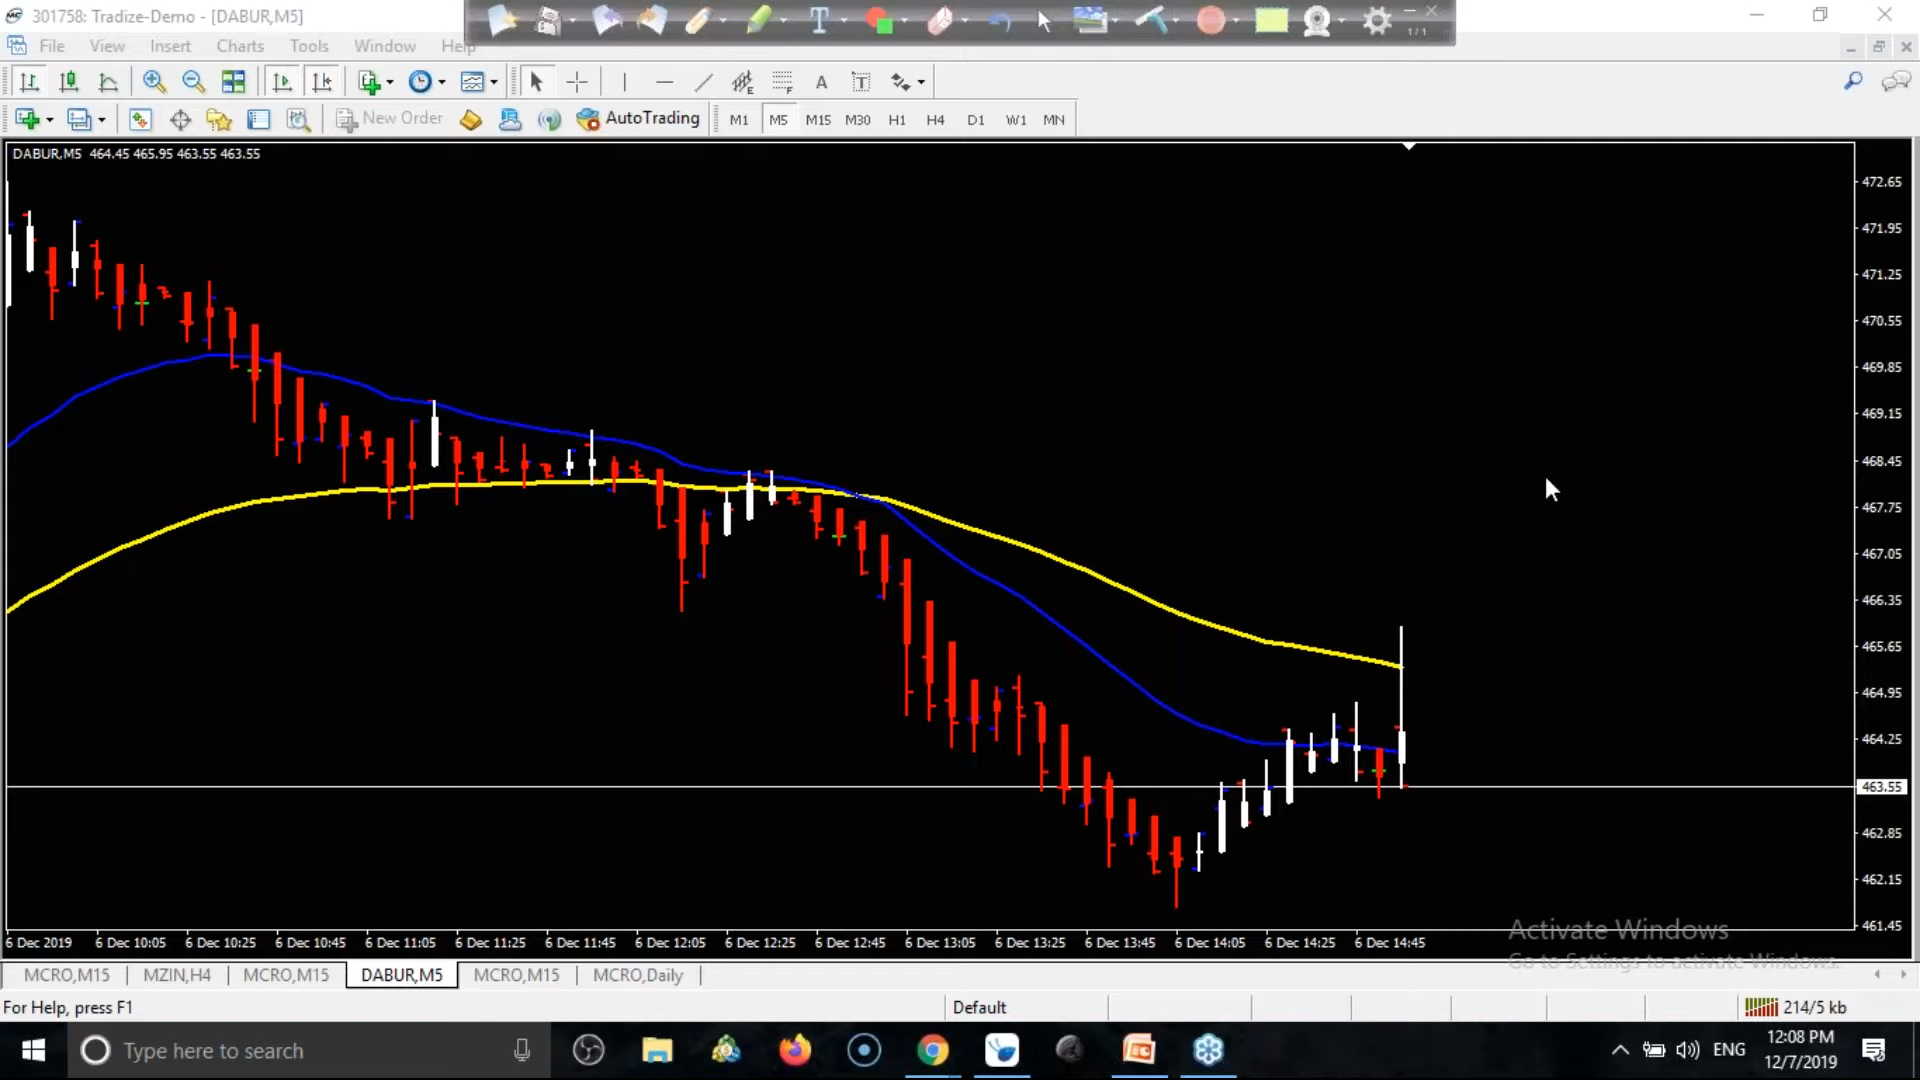 301758: Tradize-Demo - [DABUR,M5]
1/1
File View Insert Charts Tools Window Help
New Order AutoTrading M1 M5 M15 M30 H1 H4 D1 W1 MN
DABUR,M5 464.45 465.95 463.55 463.55
472.65
471.95
471.25
470.55
469.85
469.15
468.45
467.75
467.05
466.35
465.65
464.95
464.25
463.55
462.85
462.15
461.45
6 Dec 2019 6 Dec 10:05 6 Dec 10:25 6 Dec 10:45 6 Dec 11:05 6 Dec 11:25 6 Dec 11:45 6 Dec 12:05 6 Dec 12:25 6 Dec 12:45 6 Dec 13:05 6 Dec 13:25 6 Dec 13:45 6 Dec 14:05 6 Dec 14:25 6 Dec 14:45
Activate Windows
Go to Settings to activate Windows.
MCRO,M15 MZIN,H4 MCRO,M15 DABUR,M5 MCRO,M15 MCRO,Daily
For Help, press F1 Default 214/5 kb
Type here to search ENG 12:08 PM
12/7/2019